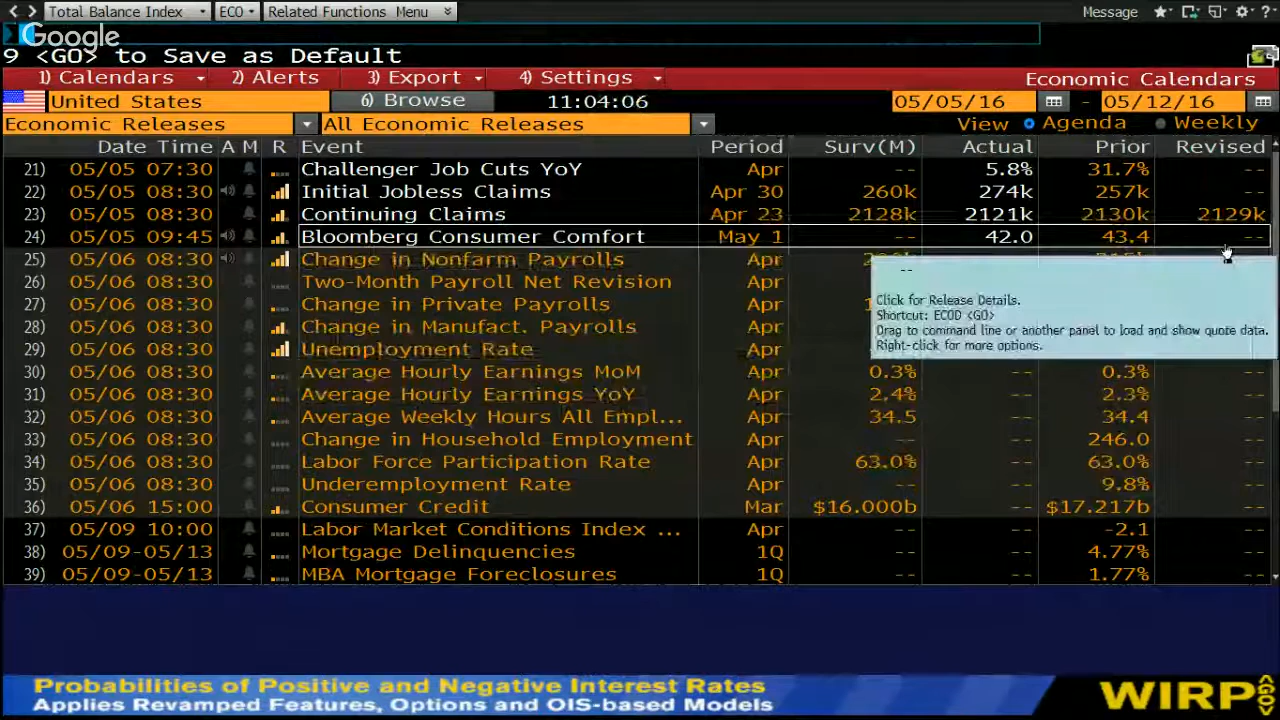 Total Balance Index ECO Related Functions Menu Message
Google
9 <GO> to Save as Default
1) Calendars 2) Alerts 3) Export 4) Settings Economic Calendars
United States 6) Browse 11:04:06 05/05/16 - 05/12/16
Economic Releases All Economic Releases View Agenda Weekly
Date Time A M R Event Period Surv(M) Actual Prior Revised
21) 05/05 07:30 Challenger Job Cuts YoY Apr -- 5.8% 31.7% --
22) 05/05 08:30 Initial Jobless Claims Apr 30 260k 274k 257k --
23) 05/05 08:30 Continuing Claims Apr 23 2128k 2121k 2130k 2129k
24) 05/05 09:45 Bloomberg Consumer Comfort May 1 -- 42.0 43.4 --
25) 05/06 08:30 Change in Nonfarm Payrolls Apr
--
26) 05/06 08:30 Two-Month Payroll Net Revision Apr
Click for Release Details.
27) 05/06 08:30 Change in Private Payrolls Apr
Shortcut: ECOD <GO>
28) 05/06 08:30 Change in Manufact. Payrolls Apr
Drag to command line or another panel to load and show quote data.
29) 05/06 08:30 Unemployment Rate Apr
Right-click for more options.
30) 05/06 08:30 Average Hourly Earnings MoM Apr 0.3% -- 0.3% --
31) 05/06 08:30 Average Hourly Earnings YoY Apr 2.4% -- 2.3% --
32) 05/06 08:30 Average Weekly Hours All Empl... Apr 34.5 -- 34.4 --
33) 05/06 08:30 Change in Household Employment Apr -- -- 246.0 --
34) 05/06 08:30 Labor Force Participation Rate Apr 63.0% -- 63.0% --
35) 05/06 08:30 Underemployment Rate Apr -- -- 9.8% --
36) 05/06 15:00 Consumer Credit Mar $16.000b -- $17.217b --
37) 05/09 10:00 Labor Market Conditions Index ... Apr -- -- -2.1 --
38) 05/09-05/13 Mortgage Delinquencies 1Q -- -- 4.77% --
39) 05/09-05/13 MBA Mortgage Foreclosures 1Q -- -- 1.77% --
Probabilities of Positive and Negative Interest Rates
Applies Revamped Features, Options and OIS-based Models
WIRP <GO>